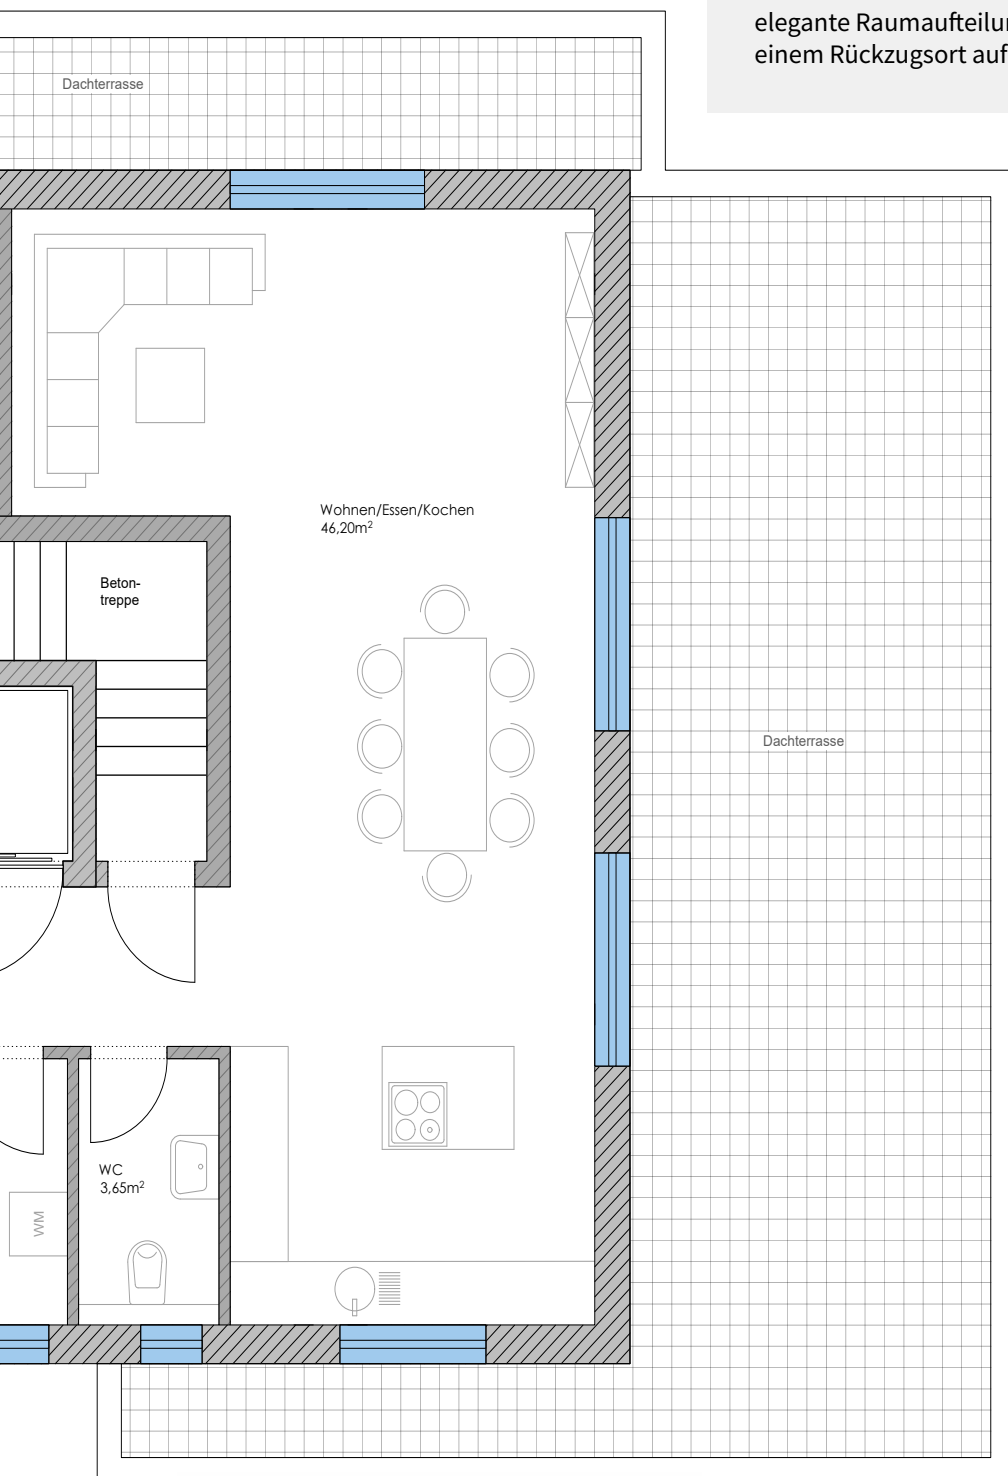 elegante Raumaufteilu
einem Rückzugsort auf
Dachterrasse
Wohnen/Essen/Kochen
46,20m²
Beton-
treppe
Dachterrasse
WC
3,65m²
WM